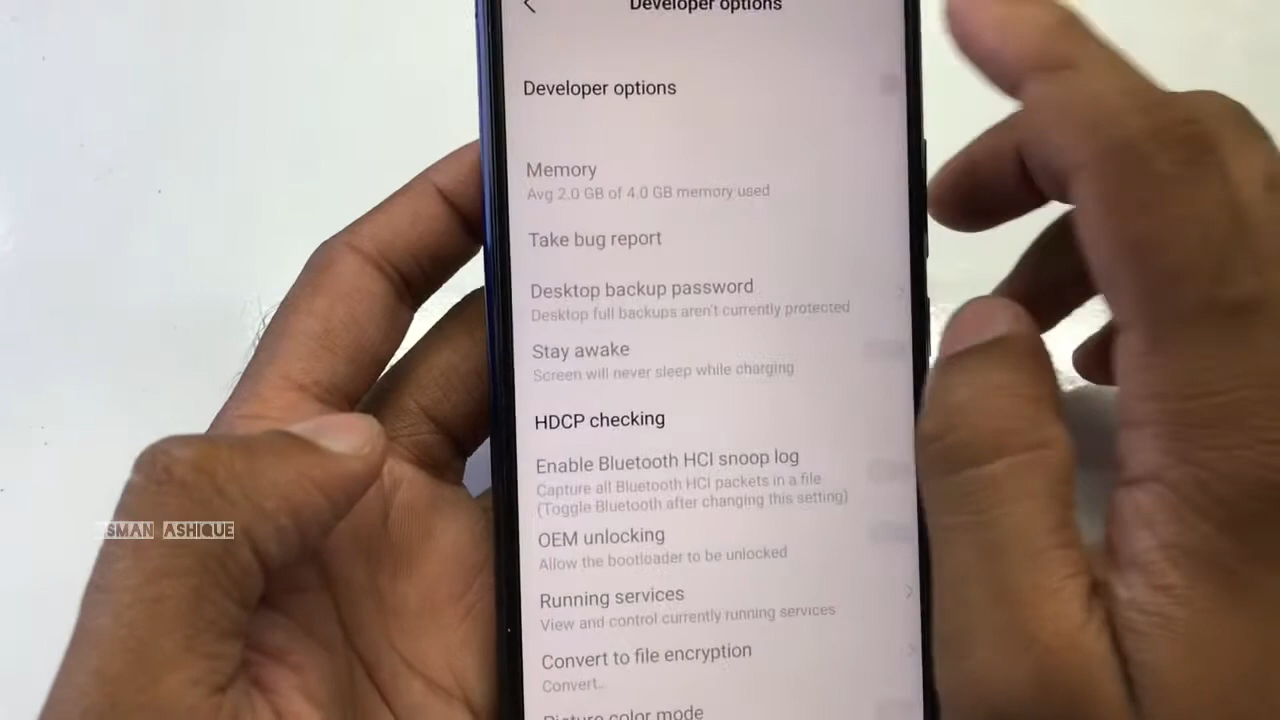 Developer options
Developer options
Memory
Avg 2.0 GB of 4.0 GB memory used
Take bug report
Desktop backup password
Desktop full backups aren't currently protected
Stay awake
Screen will never sleep while charging
HDCP checking
Enable Bluetooth HCI snoop log
Capture all Bluetooth HCI packets in a file
(Toggle Bluetooth after changing this setting)
OEM unlocking
Allow the bootloader to be unlocked
SMAN ASHIQUE
Running services
View and control currently running services
Convert to file encryption
Convert..
Picture color mode